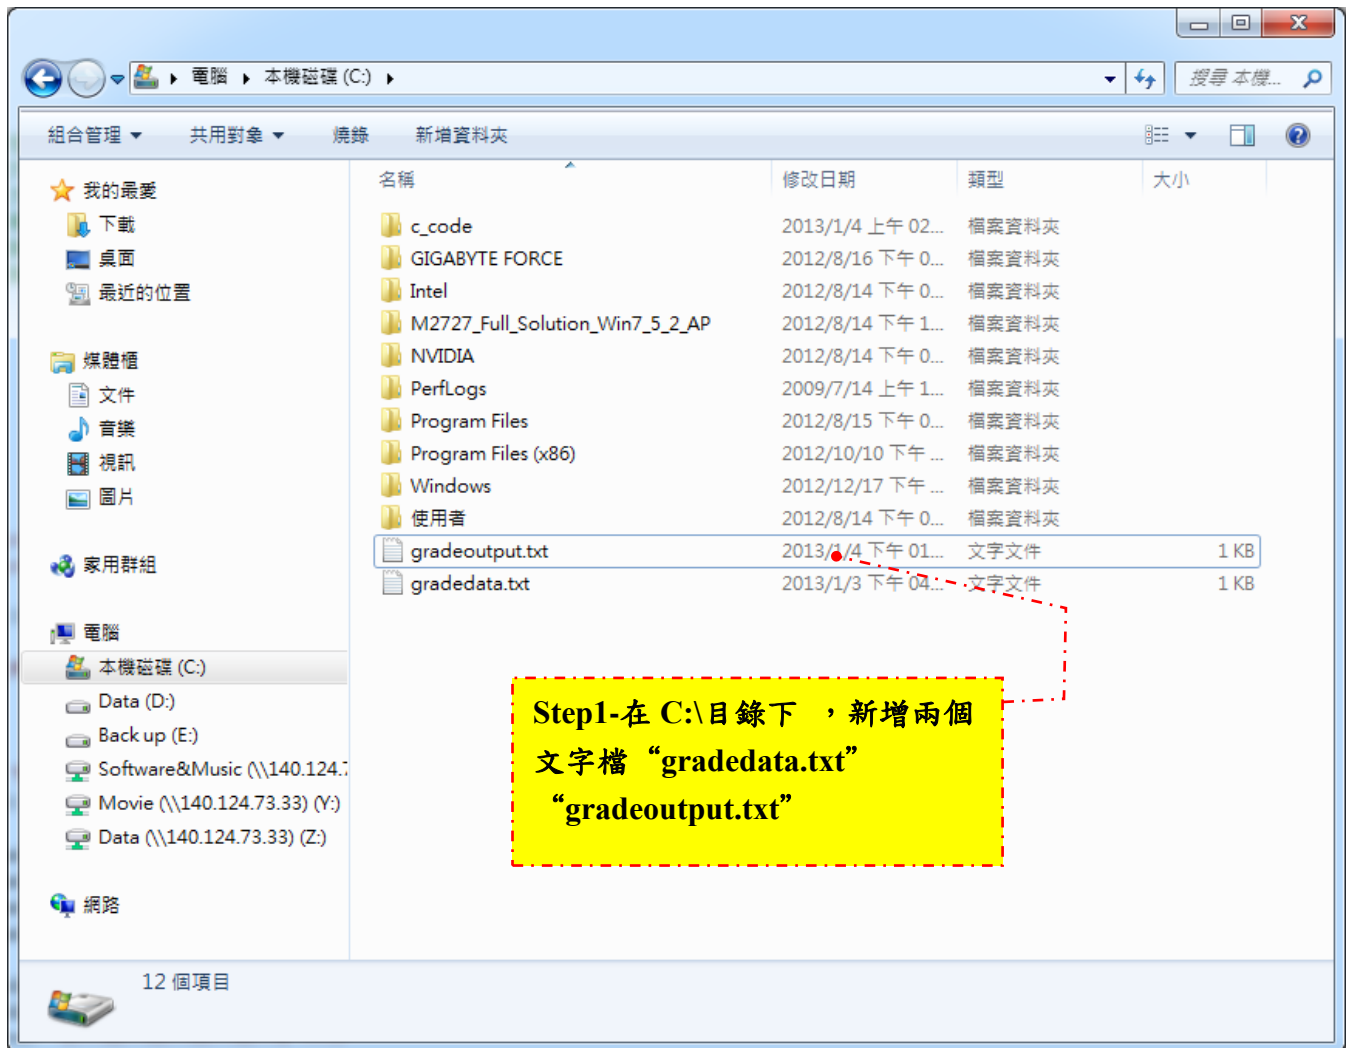 電腦 本機磁碟 (C:)
搜尋 本機...
組合管理 共用對象 燒錄 新增資料夾
名稱 修改日期 類型 大小
我的最愛
下載
桌面
最近的位置
媒體櫃
文件
音樂
視訊
圖片
家用群組
電腦
本機磁碟 (C:)
Data (D:)
Back up (E:)
Software&Music (\\140.124.7
Movie (\\140.124.73.33) (Y:)
Data (\\140.124.73.33) (Z:)
網路
c_code 2013/1/4 上午 02... 檔案資料夾
GIGABYTE FORCE 2012/8/16 下午 0... 檔案資料夾
Intel 2012/8/14 下午 0... 檔案資料夾
M2727_Full_Solution_Win7_5_2_AP 2012/8/14 下午 1... 檔案資料夾
NVIDIA 2012/8/14 下午 0... 檔案資料夾
PerfLogs 2009/7/14 上午 1... 檔案資料夾
Program Files 2012/8/15 下午 0... 檔案資料夾
Program Files (x86) 2012/10/10 下午 ... 檔案資料夾
Windows 2012/12/17 下午 ... 檔案資料夾
使用者 2012/8/14 下午 0... 檔案資料夾
gradeoutput.txt 2013/1/4 下午 01... 文字文件 1 KB
gradedata.txt 2013/1/3 下午 04... 文字文件 1 KB
Step1-在 C:\目錄下 ，新增兩個
文字檔“gradedata.txt”
“gradeoutput.txt”
12 個項目